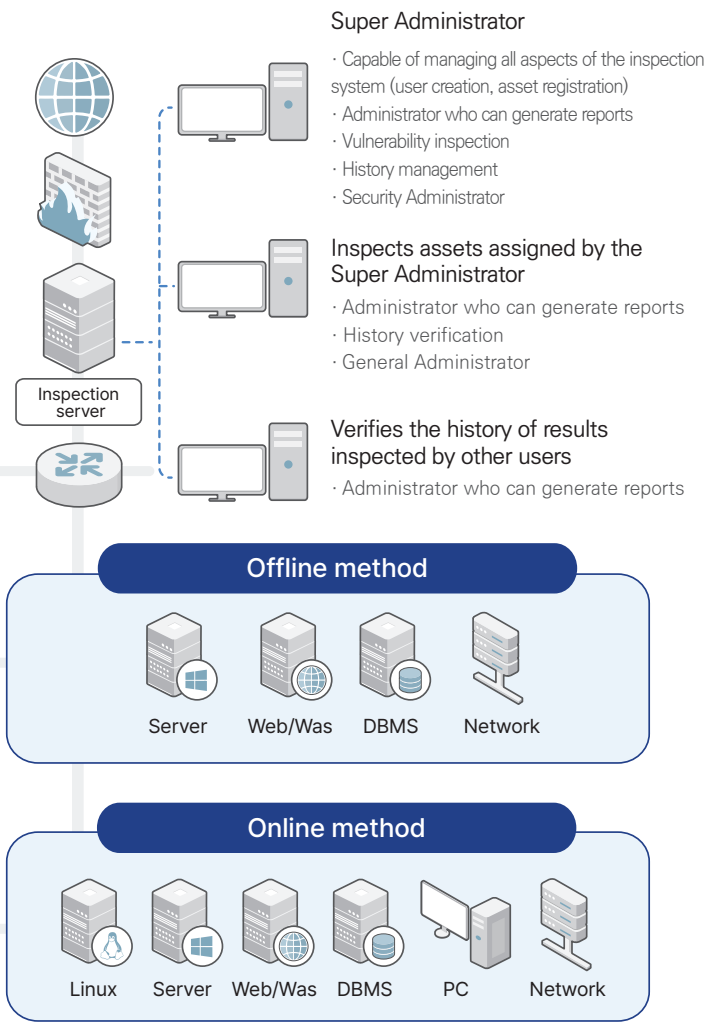 Super Administrator
· Capable of managing all aspects of the inspection
system (user creation, asset registration)
· Administrator who can generate reports
· Vulnerability inspection
· History management
· Security Administrator
Inspects assets assigned by the
Super Administrator
· Administrator who can generate reports
· History verification
· General Administrator
Inspection
server
Verifies the history of results
inspected by other users
· Administrator who can generate reports
Offline method
Server Web/Was DBMS Network
Online method
Linux Server Web/Was DBMS PC Network